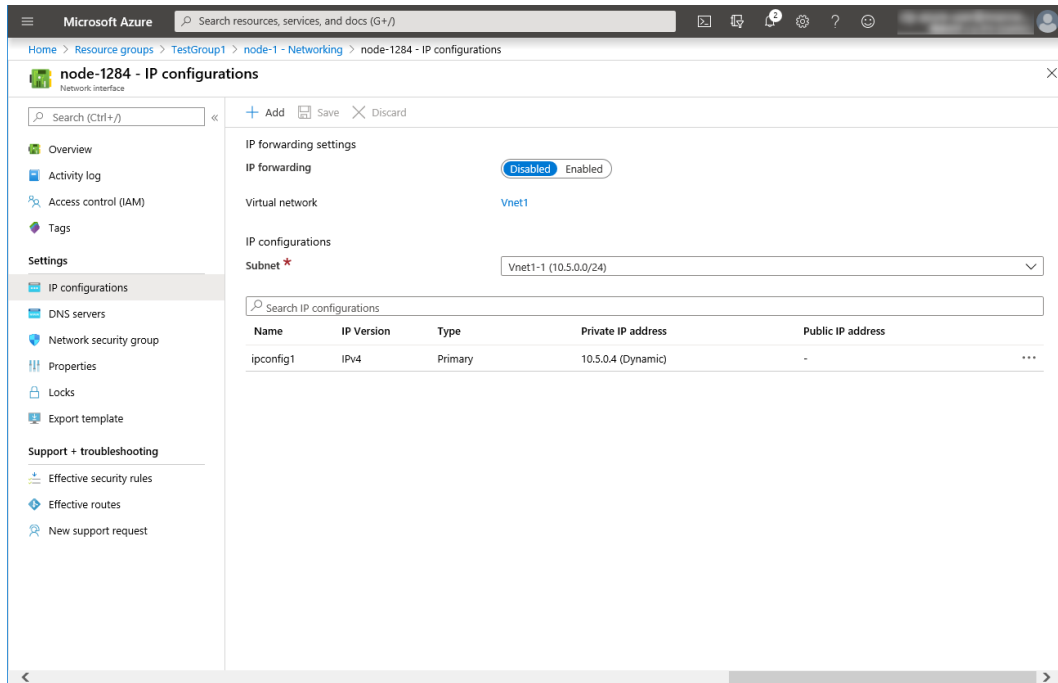 Microsoft Azure
Search resources, services, and docs (G+/)
2
Home > Resource groups > TestGroup1 > node-1 - Networking > node-1284 - IP configurations
node-1284 - IP configurations
Network interface
Search (Ctrl+/)
Overview
Activity log
Access control (IAM)
Tags
Settings
IP configurations
DNS servers
Network security group
Properties
Locks
Export template
Support + troubleshooting
Effective security rules
Effective routes
New support request
Add Save Discard
IP forwarding settings
IP forwarding Disabled Enabled
Virtual network Vnet1
IP configurations
Subnet * Vnet1-1 (10.5.0.0/24)
Search IP configurations
Name IP Version Type Private IP address Public IP address
ipconfig1 IPv4 Primary 10.5.0.4 (Dynamic) -